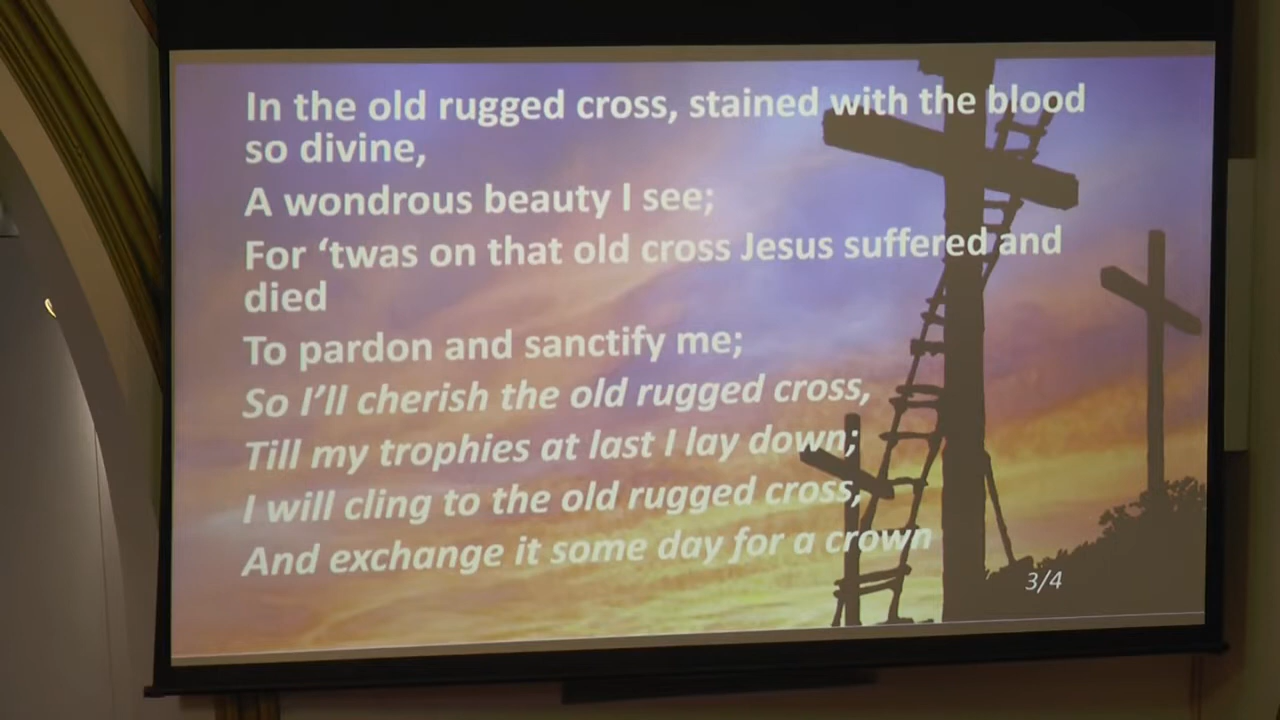 In the old rugged cross, stained with the blood
so divine,
A wondrous beauty I see;
For ‘twas on that old cross Jesus suffered and
died
To pardon and sanctify me;
So I’ll cherish the old rugged cross,
Till my trophies at last I lay down;
I will cling to the old rugged cross,
And exchange it some day for a crown
3/4